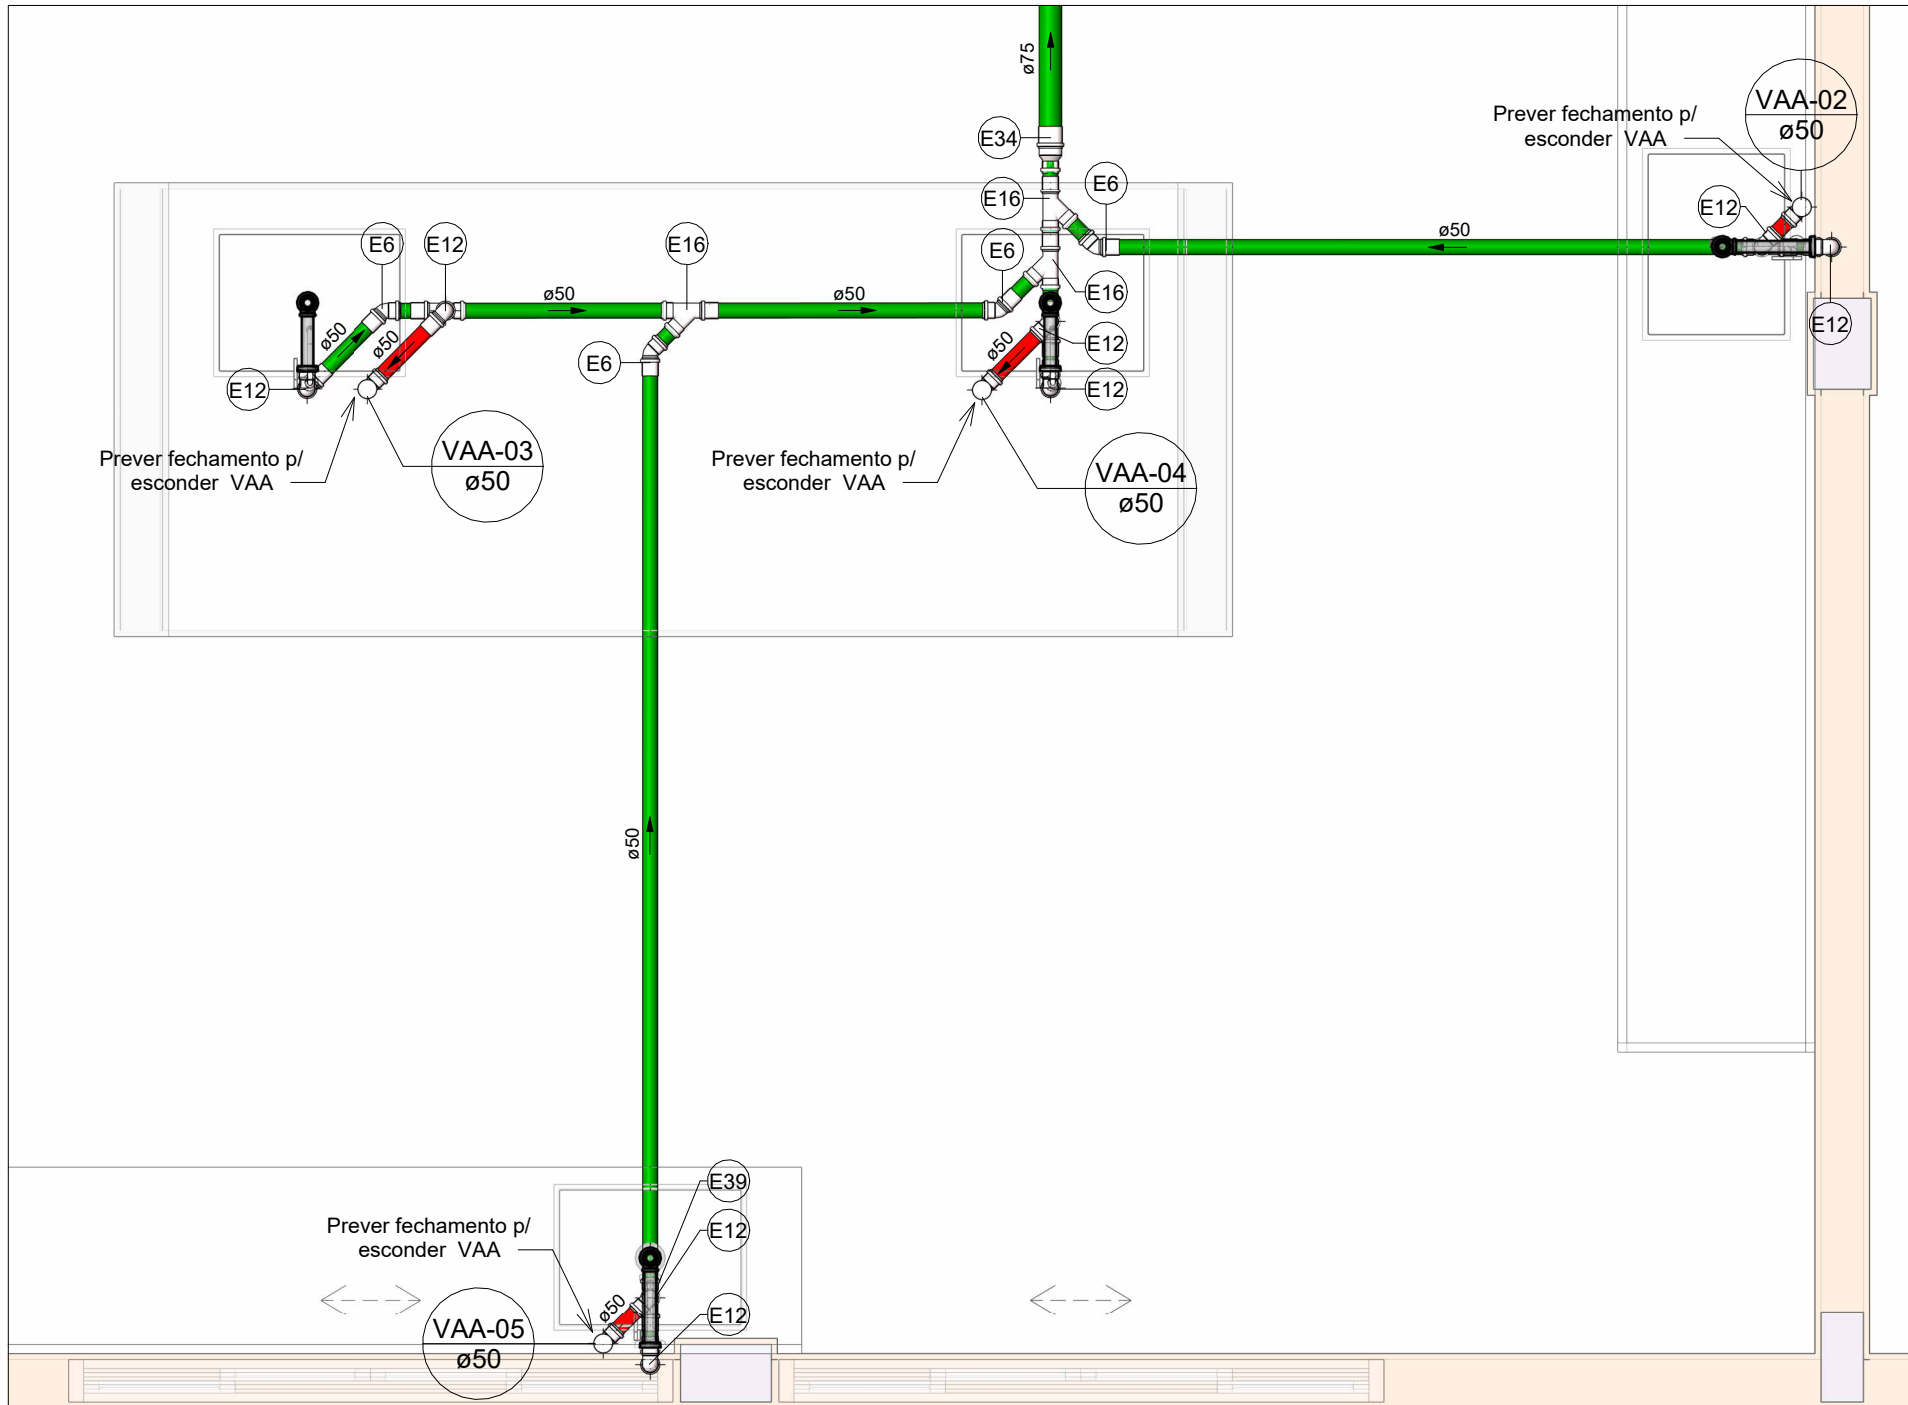 ø75
VAA-02
ø50
Prever fechamento p/
esconder VAA
E34
E6
E16
E12
ø50
E6
E12
E16
E6
ø50
ø50
E16
E12
ø50
ø50
E6
ø50
E12
E12
E12
VAA-03
ø50
Prever fechamento p/
esconder VAA
Prever fechamento p/
esconder VAA
VAA-04
ø50
ø50
E39
Prever fechamento p/
esconder VAA
E12
ø50
E12
VAA-05
ø50